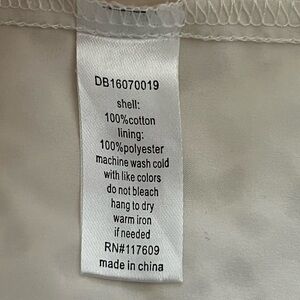 DB16070019
shell:
100%cotton
lining:
100%polyester
machine wash cold
with like colors
do not bleach
hang to dry
warm iron
if needed
RN#117609
made in china